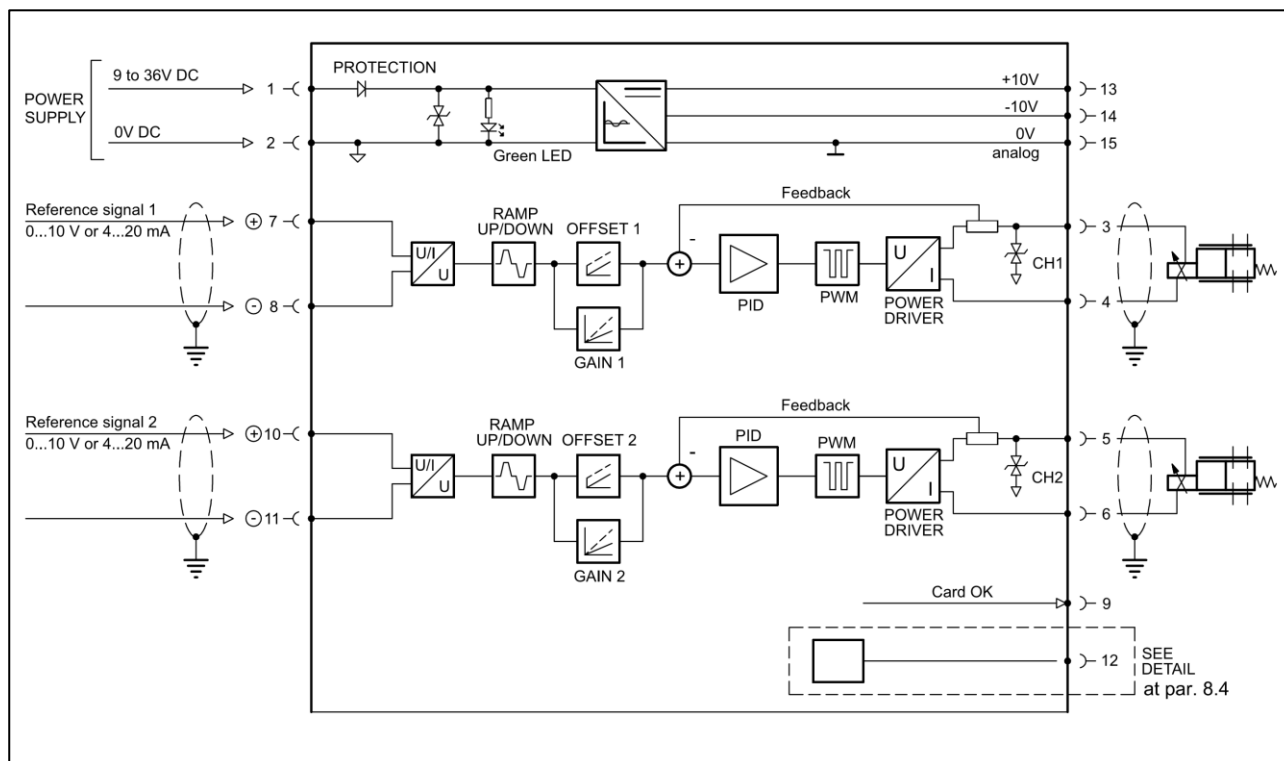 POWER
SUPPLY
9 to 36V DC
0V DC
1
2
PROTECTION
Green LED
+10V
-10V
0V
analog
13
14
15
Reference signal 1
0...10 V or 4...20 mA
+
7
-
8
U/I
U
RAMP
UP/DOWN
OFFSET 1
GAIN 1
Feedback
-
+
PID
PWM
U
I
POWER
DRIVER
CH1
3
4
Reference signal 2
0...10 V or 4...20 mA
+
10
-
11
U/I
U
RAMP
UP/DOWN
OFFSET 2
GAIN 2
Feedback
-
+
PID
PWM
U
I
POWER
DRIVER
CH2
5
6
Card OK
9
12
SEE
DETAIL
at par. 8.4